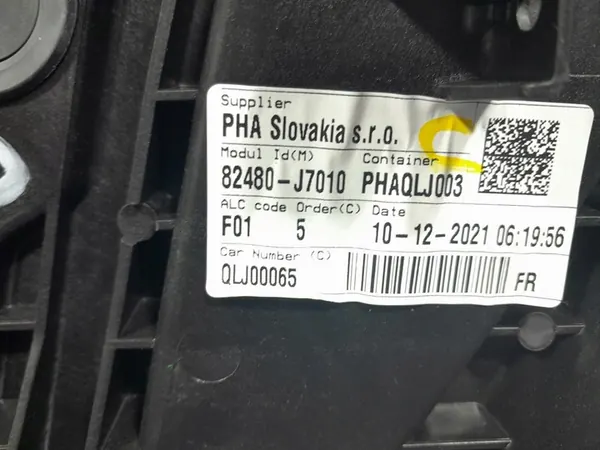 Supplier
PHA Slovakia s.r.o.
Modul Id(M) Container
82480-J7010 PHAQLJ003
ALC code Order(C) Date
F01 5 10-12-2021 06:19:56
Car Number (C)
QLJ00065 FR